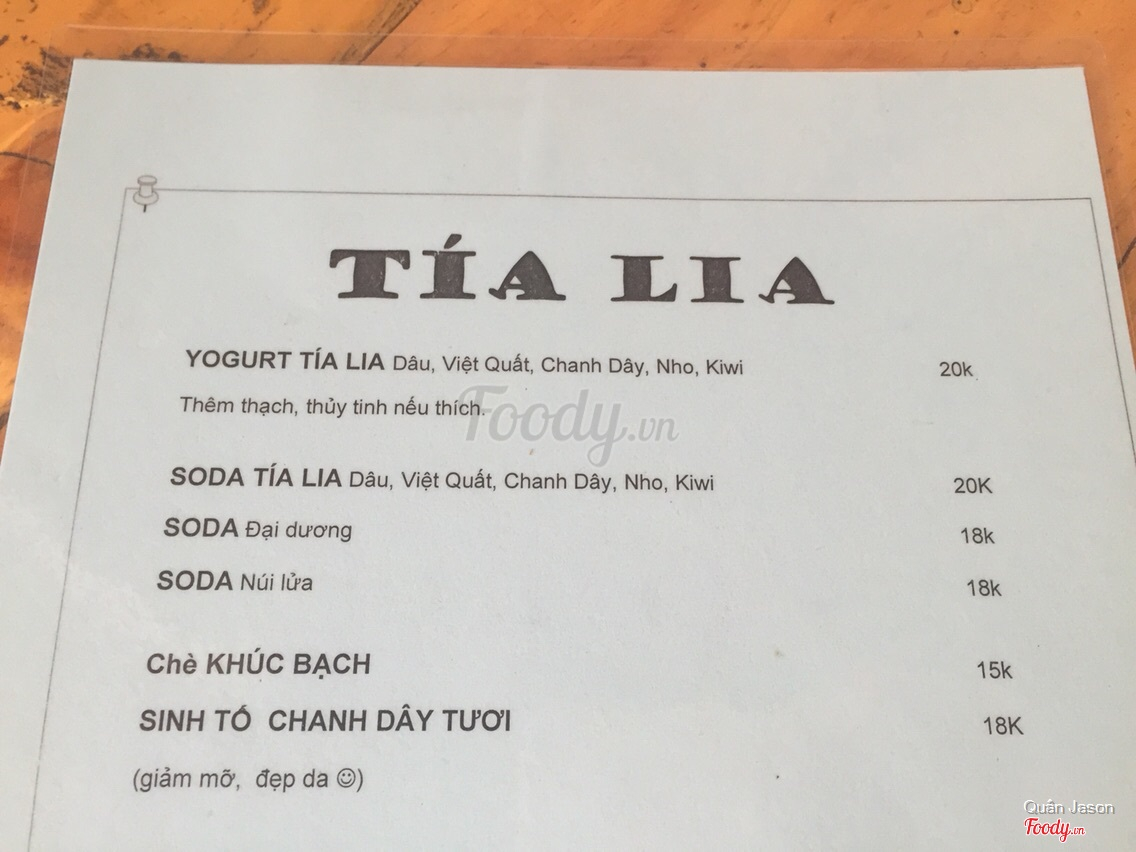 TÍA LIA
YOGURT TÍA LIA Dâu, Việt Quất, Chanh Dây, Nho, Kiwi 20k
Thêm thạch, thủy tinh nếu thích.
Foody.vn
SODA TÍA LIA Dâu, Việt Quất, Chanh Dây, Nho, Kiwi 20K
SODA Đại dương 18k
SODA Núi lửa 18k
Chè KHÚC BẠCH 15k
SINH TỐ CHANH DÂY TƯƠI 18K
(giảm mỡ, đẹp da ☺)
Quân Jason
Foody.vn